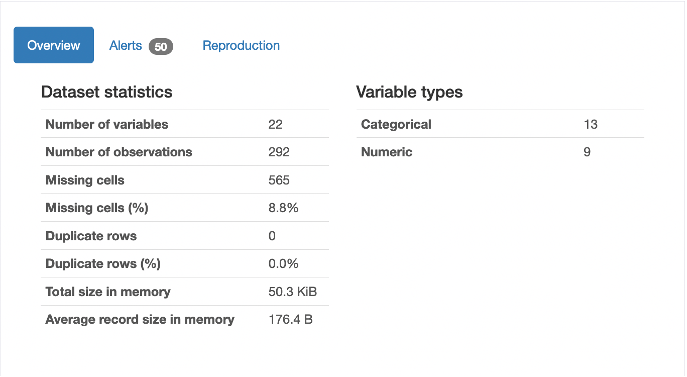 Overview Alerts 50 Reproduction
Dataset statistics
Number of variables 22
Number of observations 292
Missing cells 565
Missing cells (%) 8.8%
Duplicate rows 0
Duplicate rows (%) 0.0%
Total size in memory 50.3 KiB
Average record size in memory 176.4 B
Variable types
Categorical 13
Numeric 9